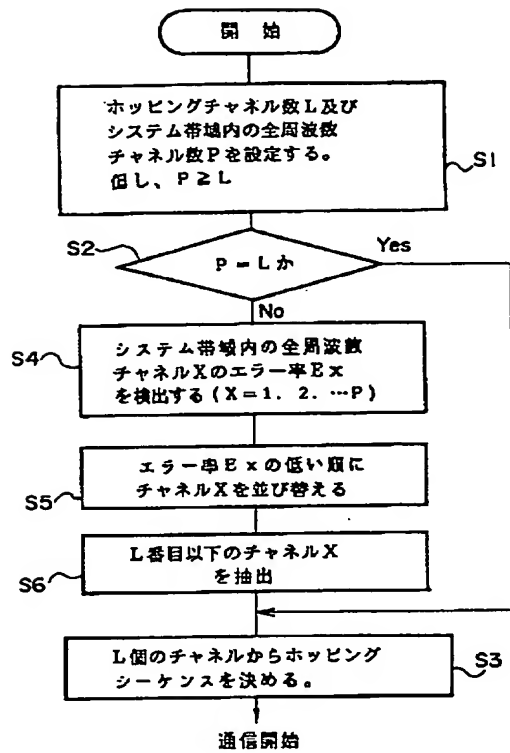 開 始
ホッピングチャネル数L及び
システム帯域内の全周波数
チャネル数Pを設定する。
但し、P≧L
S1
S2
P=Lか
Yes
No
S4
システム帯域内の全周波数
チャネルXのエラー率Ex
を検出する(X=1. 2. …P)
エラー率Exの低い順に
チャネルXを並び替える
S5
L番目以下のチャネルX
を抽出
S6
L個のチャネルからホッピング
シーケンスを決める。
S3
通信開始